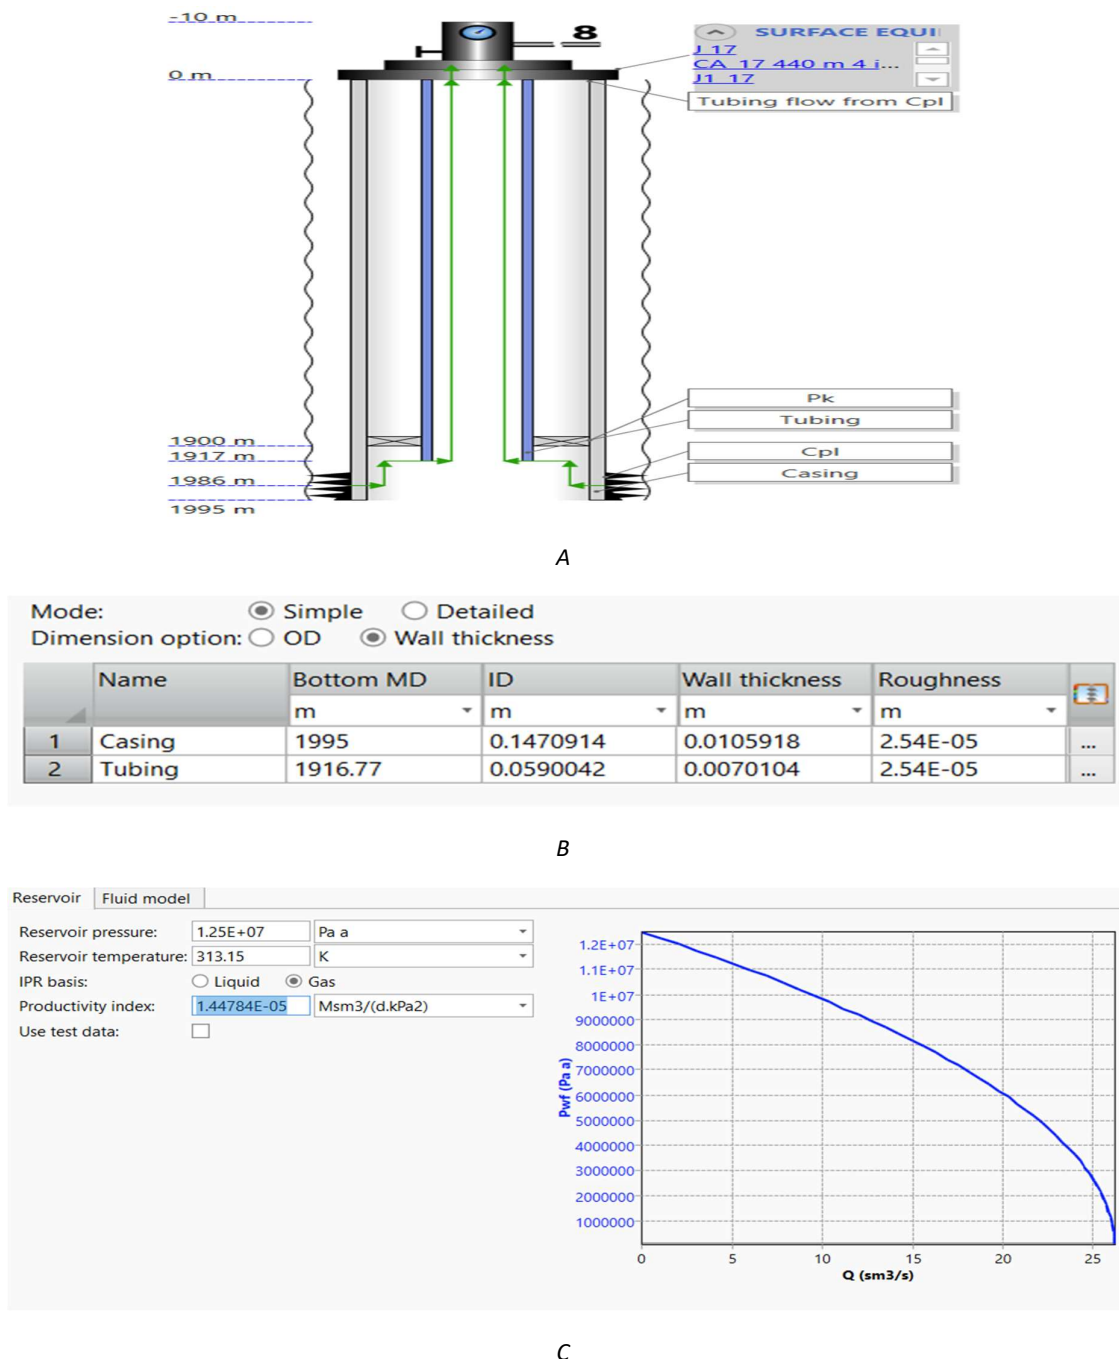 -10 m
8
SURFACE EQUI
J 17
CA 17 440 m 4 i...
J1 17
0 m
Tubing flow from Cpl
Pk
Tubing
1900 m
1917 m
Cpl
1986 m
Casing
1995 m
A
Mode: Simple Detailed
Dimension option: OD Wall thickness
Name Bottom MD ID Wall thickness Roughness
m m m m
1 Casing 1995 0.1470914 0.0105918 2.54E-05 ...
2 Tubing 1916.77 0.0590042 0.0070104 2.54E-05 ...
B
Reservoir Fluid model
Reservoir pressure: 1.25E+07 Pa a
Reservoir temperature: 313.15 K
IPR basis: Liquid Gas
Productivity index: 1.44784E-05 Msm3/(d.kPa2)
Use test data:
Pwf (Pa a)
1.2E+07
1.1E+07
1E+07
9000000
8000000
7000000
6000000
5000000
4000000
3000000
2000000
1000000
0 5 10 15 20 25
Q (sm3/s)
C